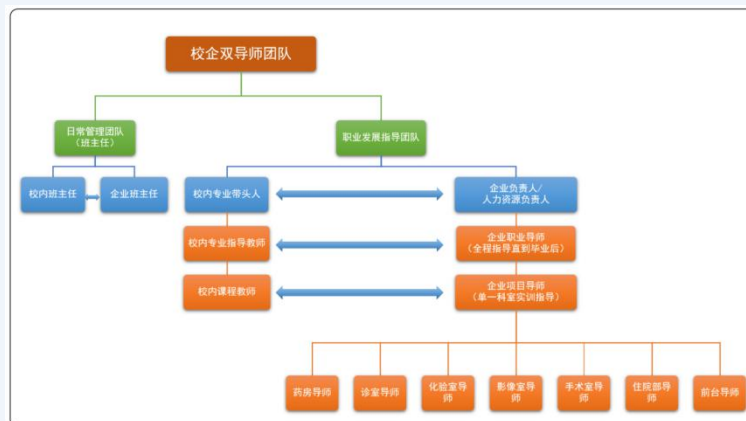 校企双导师团队
日常管理团队
（班主任）
职业发展指导团队
校内班主任
企业班主任
校内专业带头人
企业负责人/
人力资源负责人
校内专业指导教师
企业职业导师
（全程指导直到毕业后）
校内课程教师
企业项目导师
（单一科室实训指导）
药房导师
诊室导师
化验室导
师
影像室导
师
手术室导
师
住院部导
师
前台导师